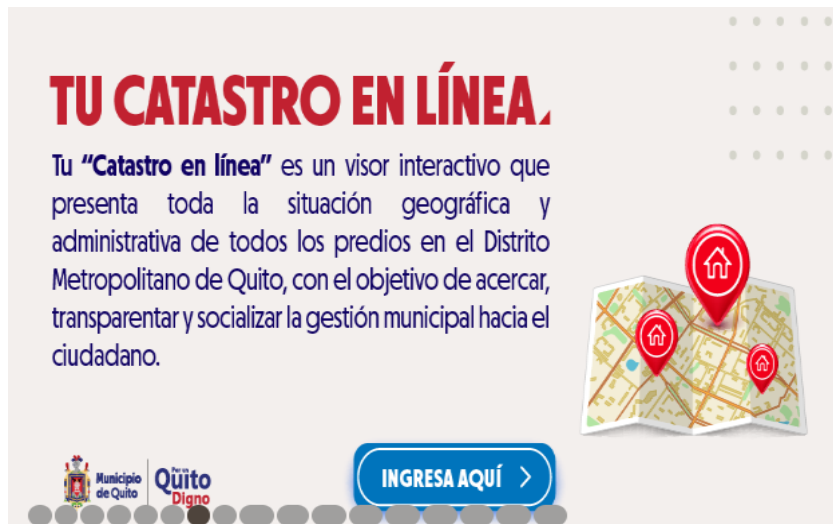 TU CATASTRO EN LÍNEA
Tu “Catastro en línea” es un visor interactivo que
presenta toda la situación geográfica y
administrativa de todos los predios en el Distrito
Metropolitano de Quito, con el objetivo de acercar,
transparentar y socializar la gestión municipal hacia el
ciudadano.
Municipio
de Quito
Por un
Quito
Digno
INGRESA AQUÍ